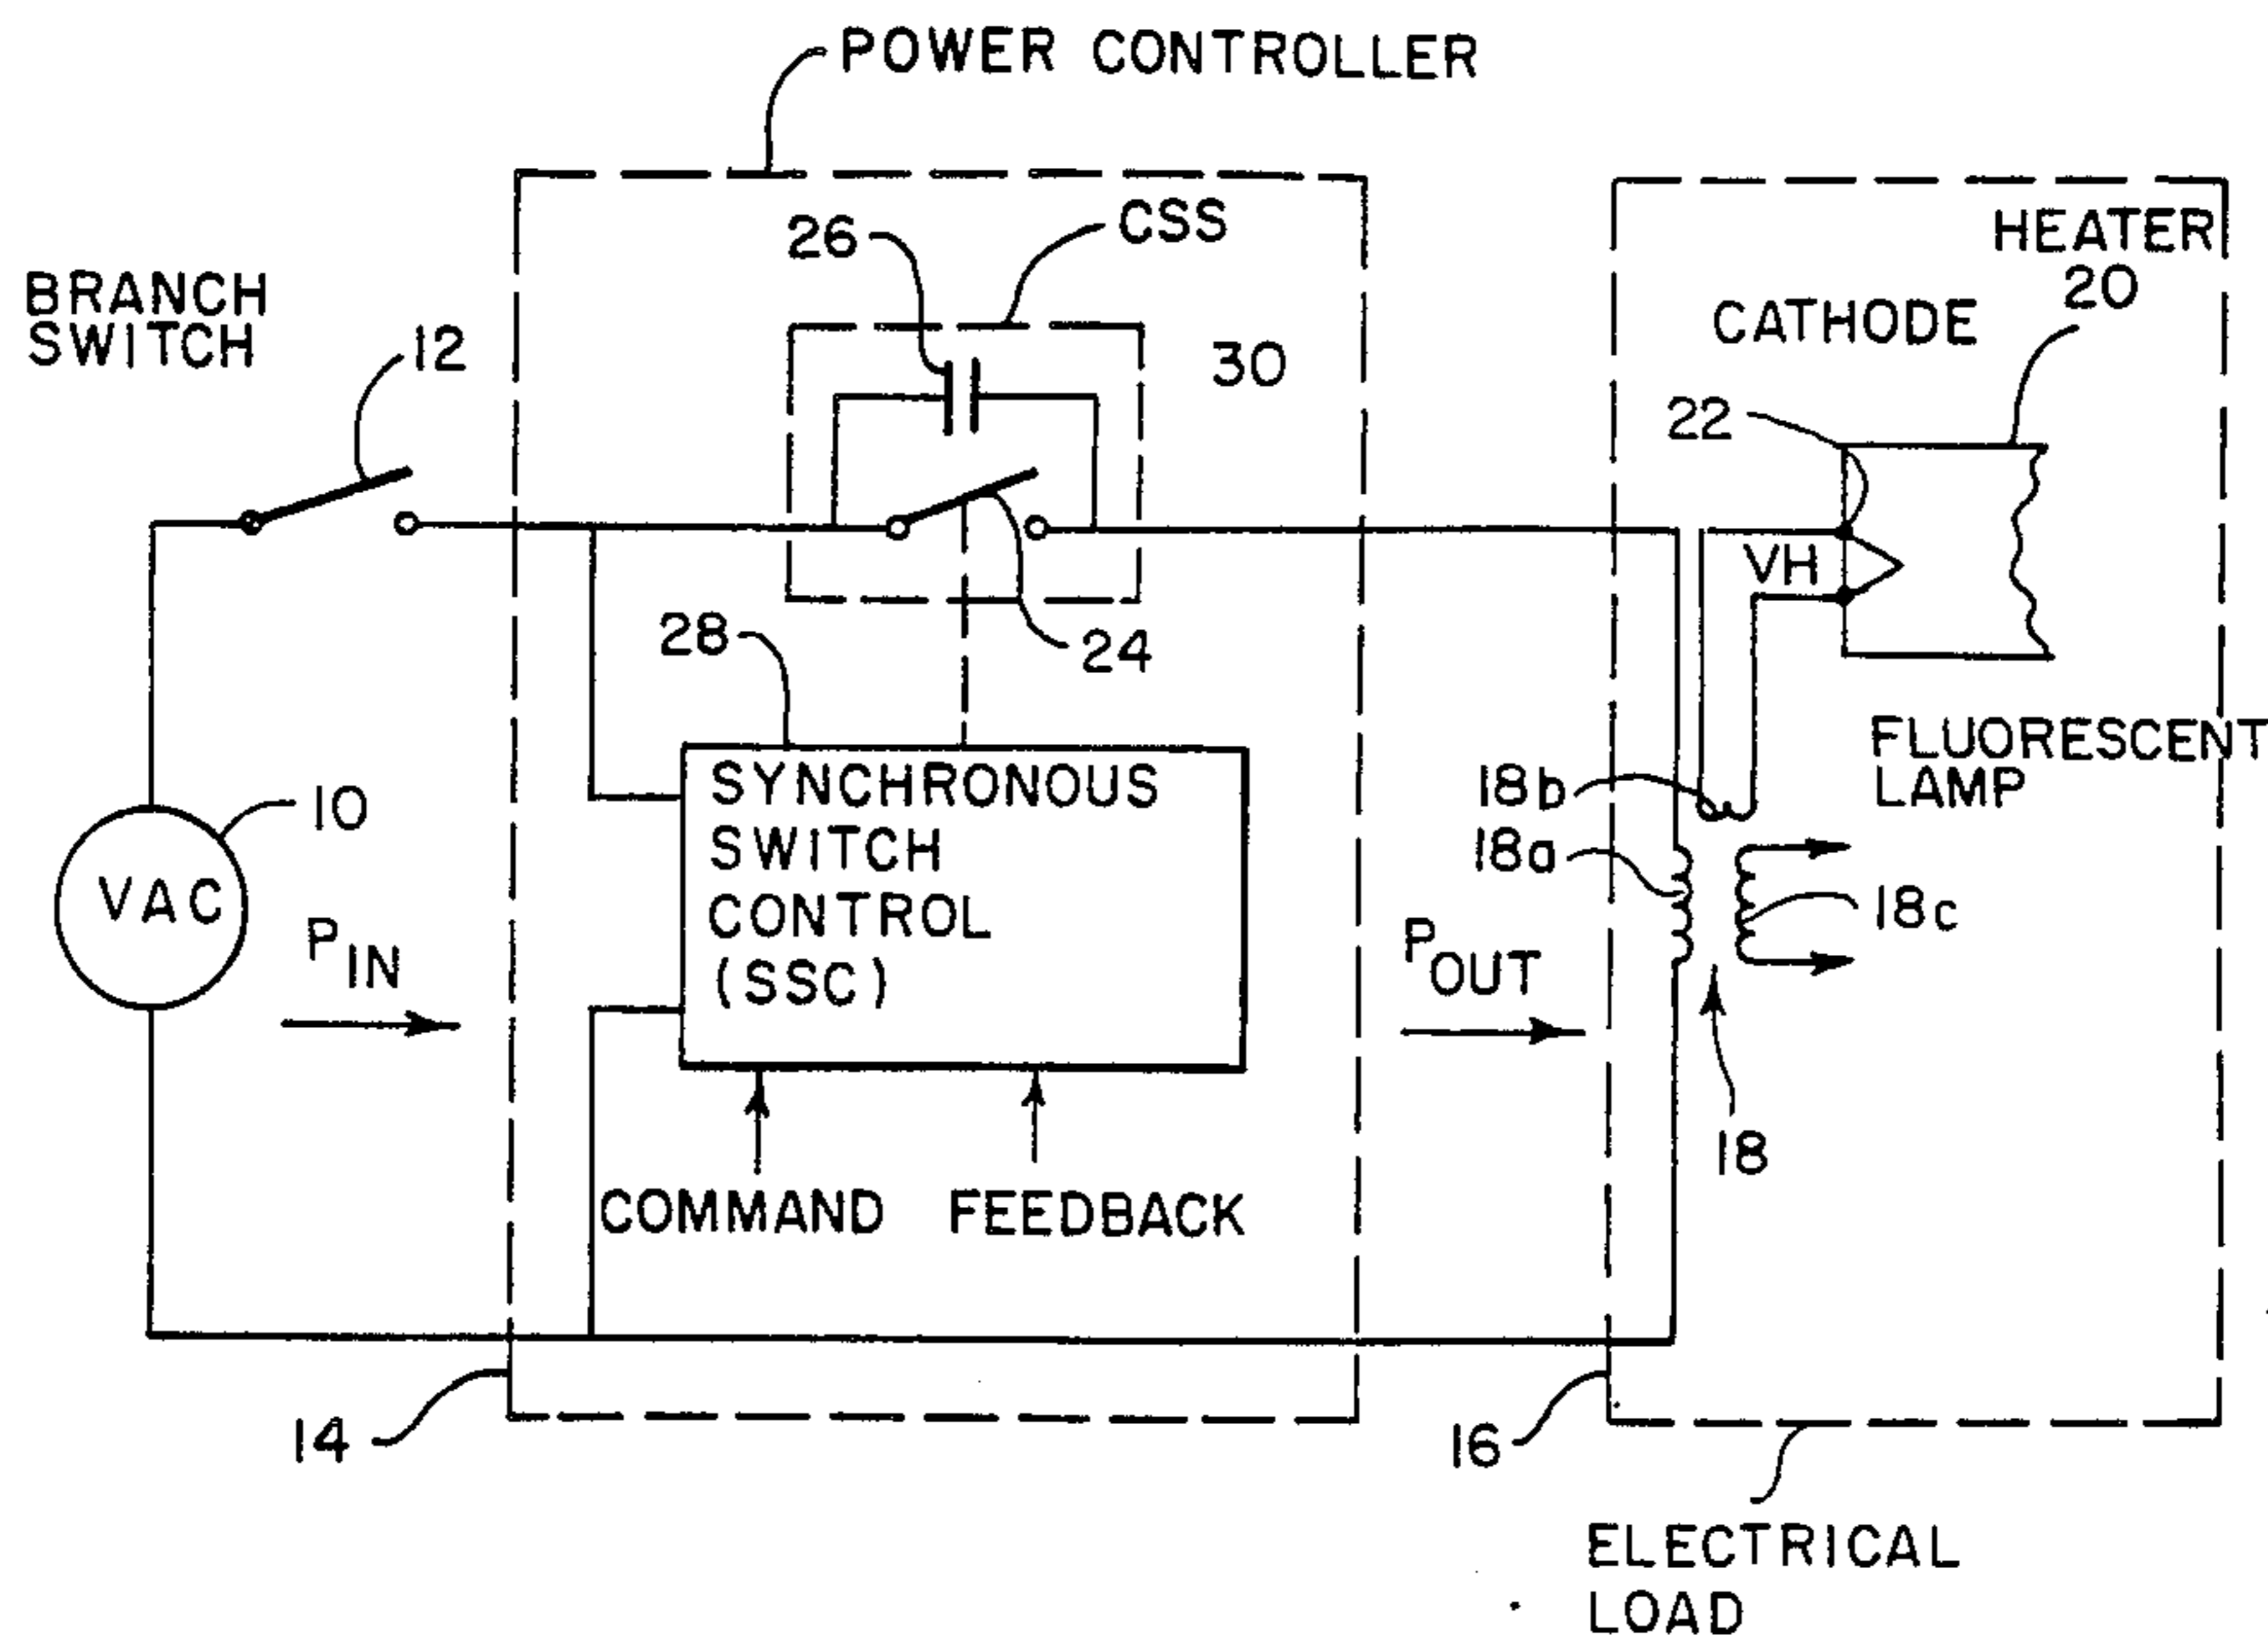 POWER CONTROLLER
26
CSS
HEATER
20
BRANCH
SWITCH
12
30
CATHODE
22
VH
28
24
SYNCHRONOUS
SWITCH
CONTROL
(SSC)
FLUORESCENT
LAMP
10
VAC
18b
18a
18c
PIN
POUT
18
COMMAND
FEEDBACK
14
16
ELECTRICAL
LOAD